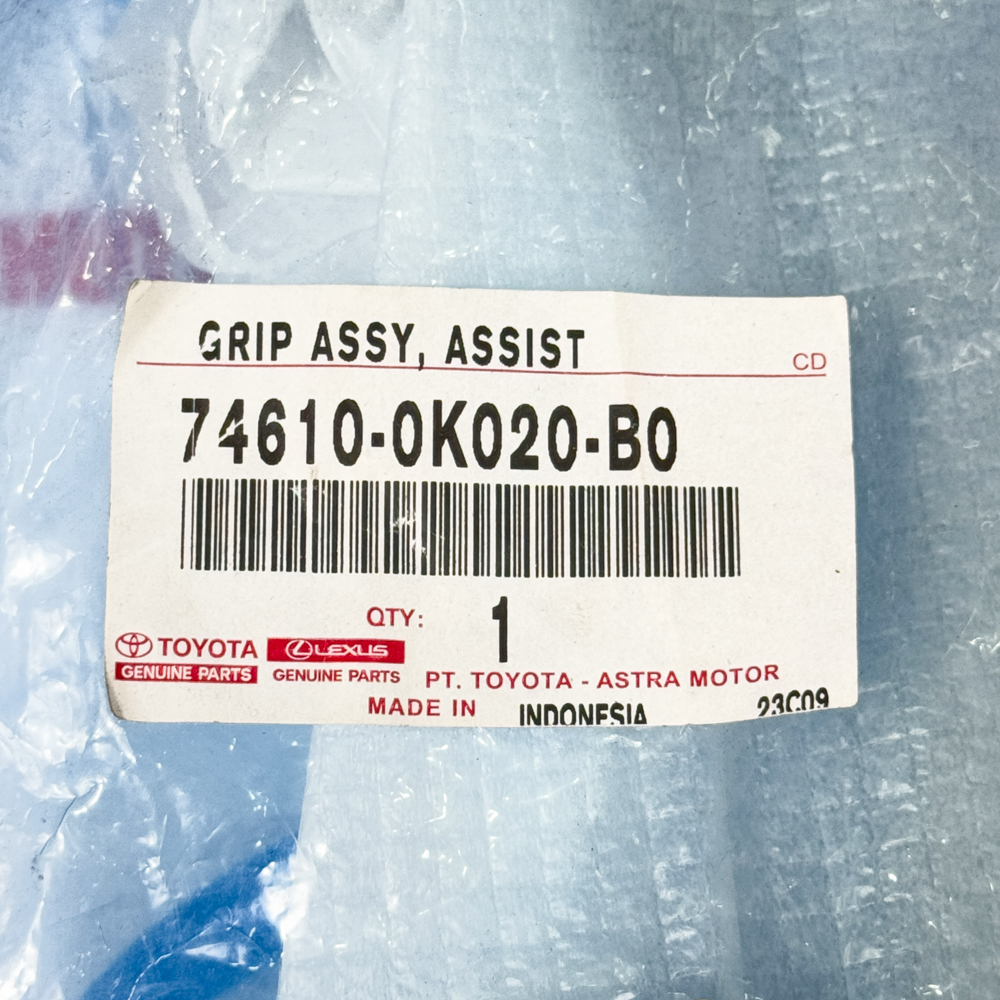 GRIP ASSY, ASSIST
CD
74610-0K020-B0
QTY: 1
TOYOTA LEXUS
GENUINE PARTS GENUINE PARTS PT. TOYOTA - ASTRA MOTOR
MADE IN INDONESIA 23C09